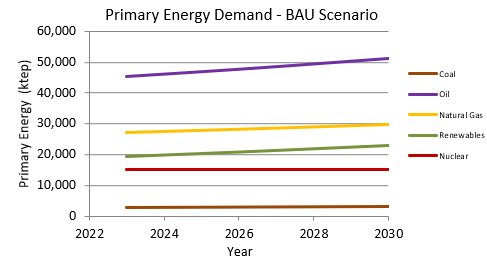 Primary Energy Demand - BAU Scenario
60,000
50,000
40,000
30,000
20,000
10,000
0
Primary Energy (ktep)
2022 2024 2026 2028 2030
Year
Coal
Oil
Natural Gas
Renewables
Nuclear